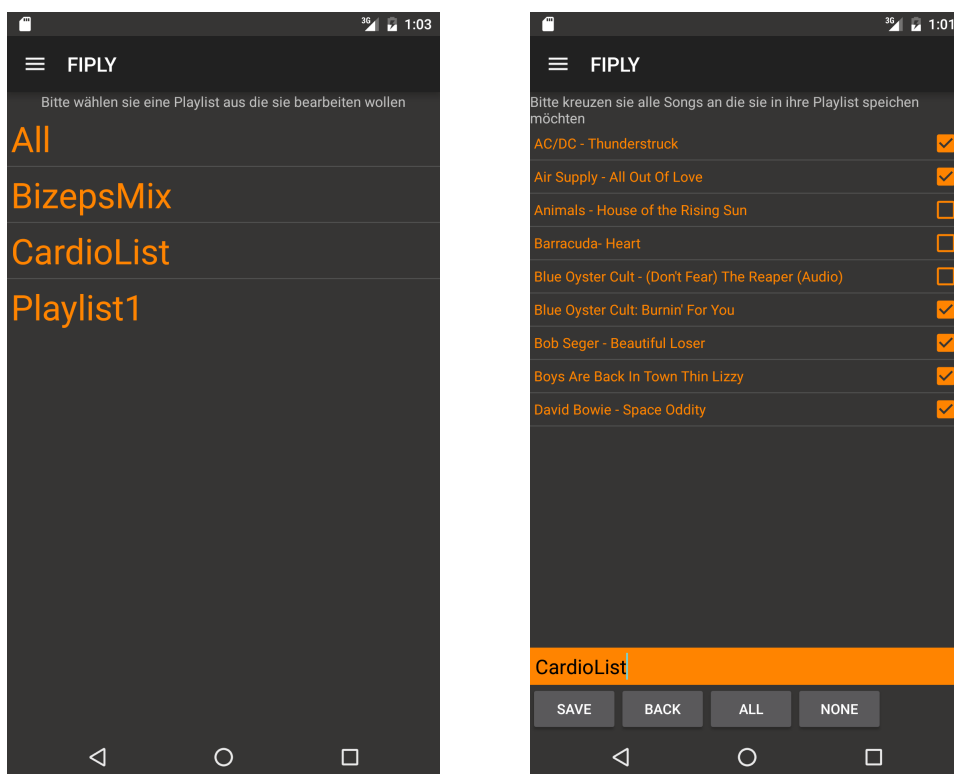 3G 1:03
FIPLY
Bitte wählen sie eine Playlist aus die sie bearbeiten wollen
All
BizepsMix
CardioList
Playlist1
3G 1:01
FIPLY
Bitte kreuzen sie alle Songs an die sie in ihre Playlist speichen
möchten
AC/DC - Thunderstruck
Air Supply - All Out Of Love
Animals - House of the Rising Sun
Barracuda- Heart
Blue Oyster Cult - (Don't Fear) The Reaper (Audio)
Blue Oyster Cult: Burnin' For You
Bob Seger - Beautiful Loser
Boys Are Back In Town Thin Lizzy
David Bowie - Space Oddity
CardioList
SAVE BACK ALL NONE